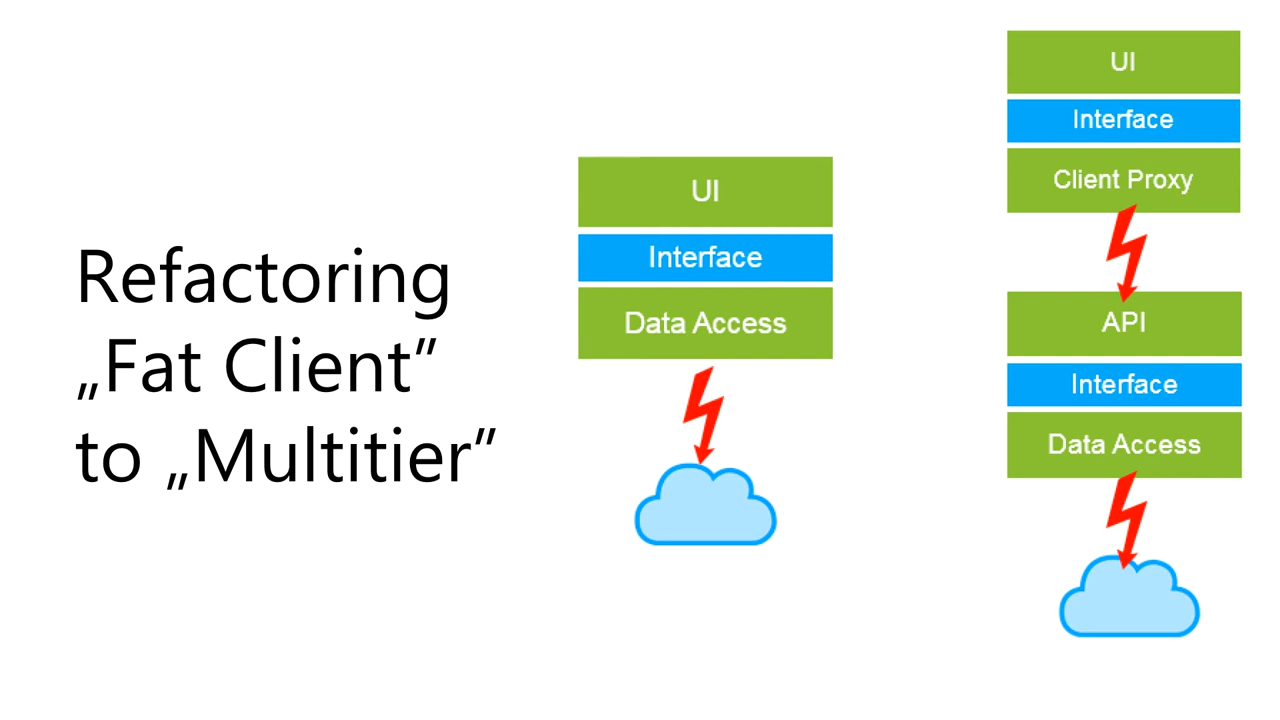 Refactoring
„Fat Client”
to „Multitier”
UI
Interface
Data Access
UI
Interface
Client Proxy
API
Interface
Data Access